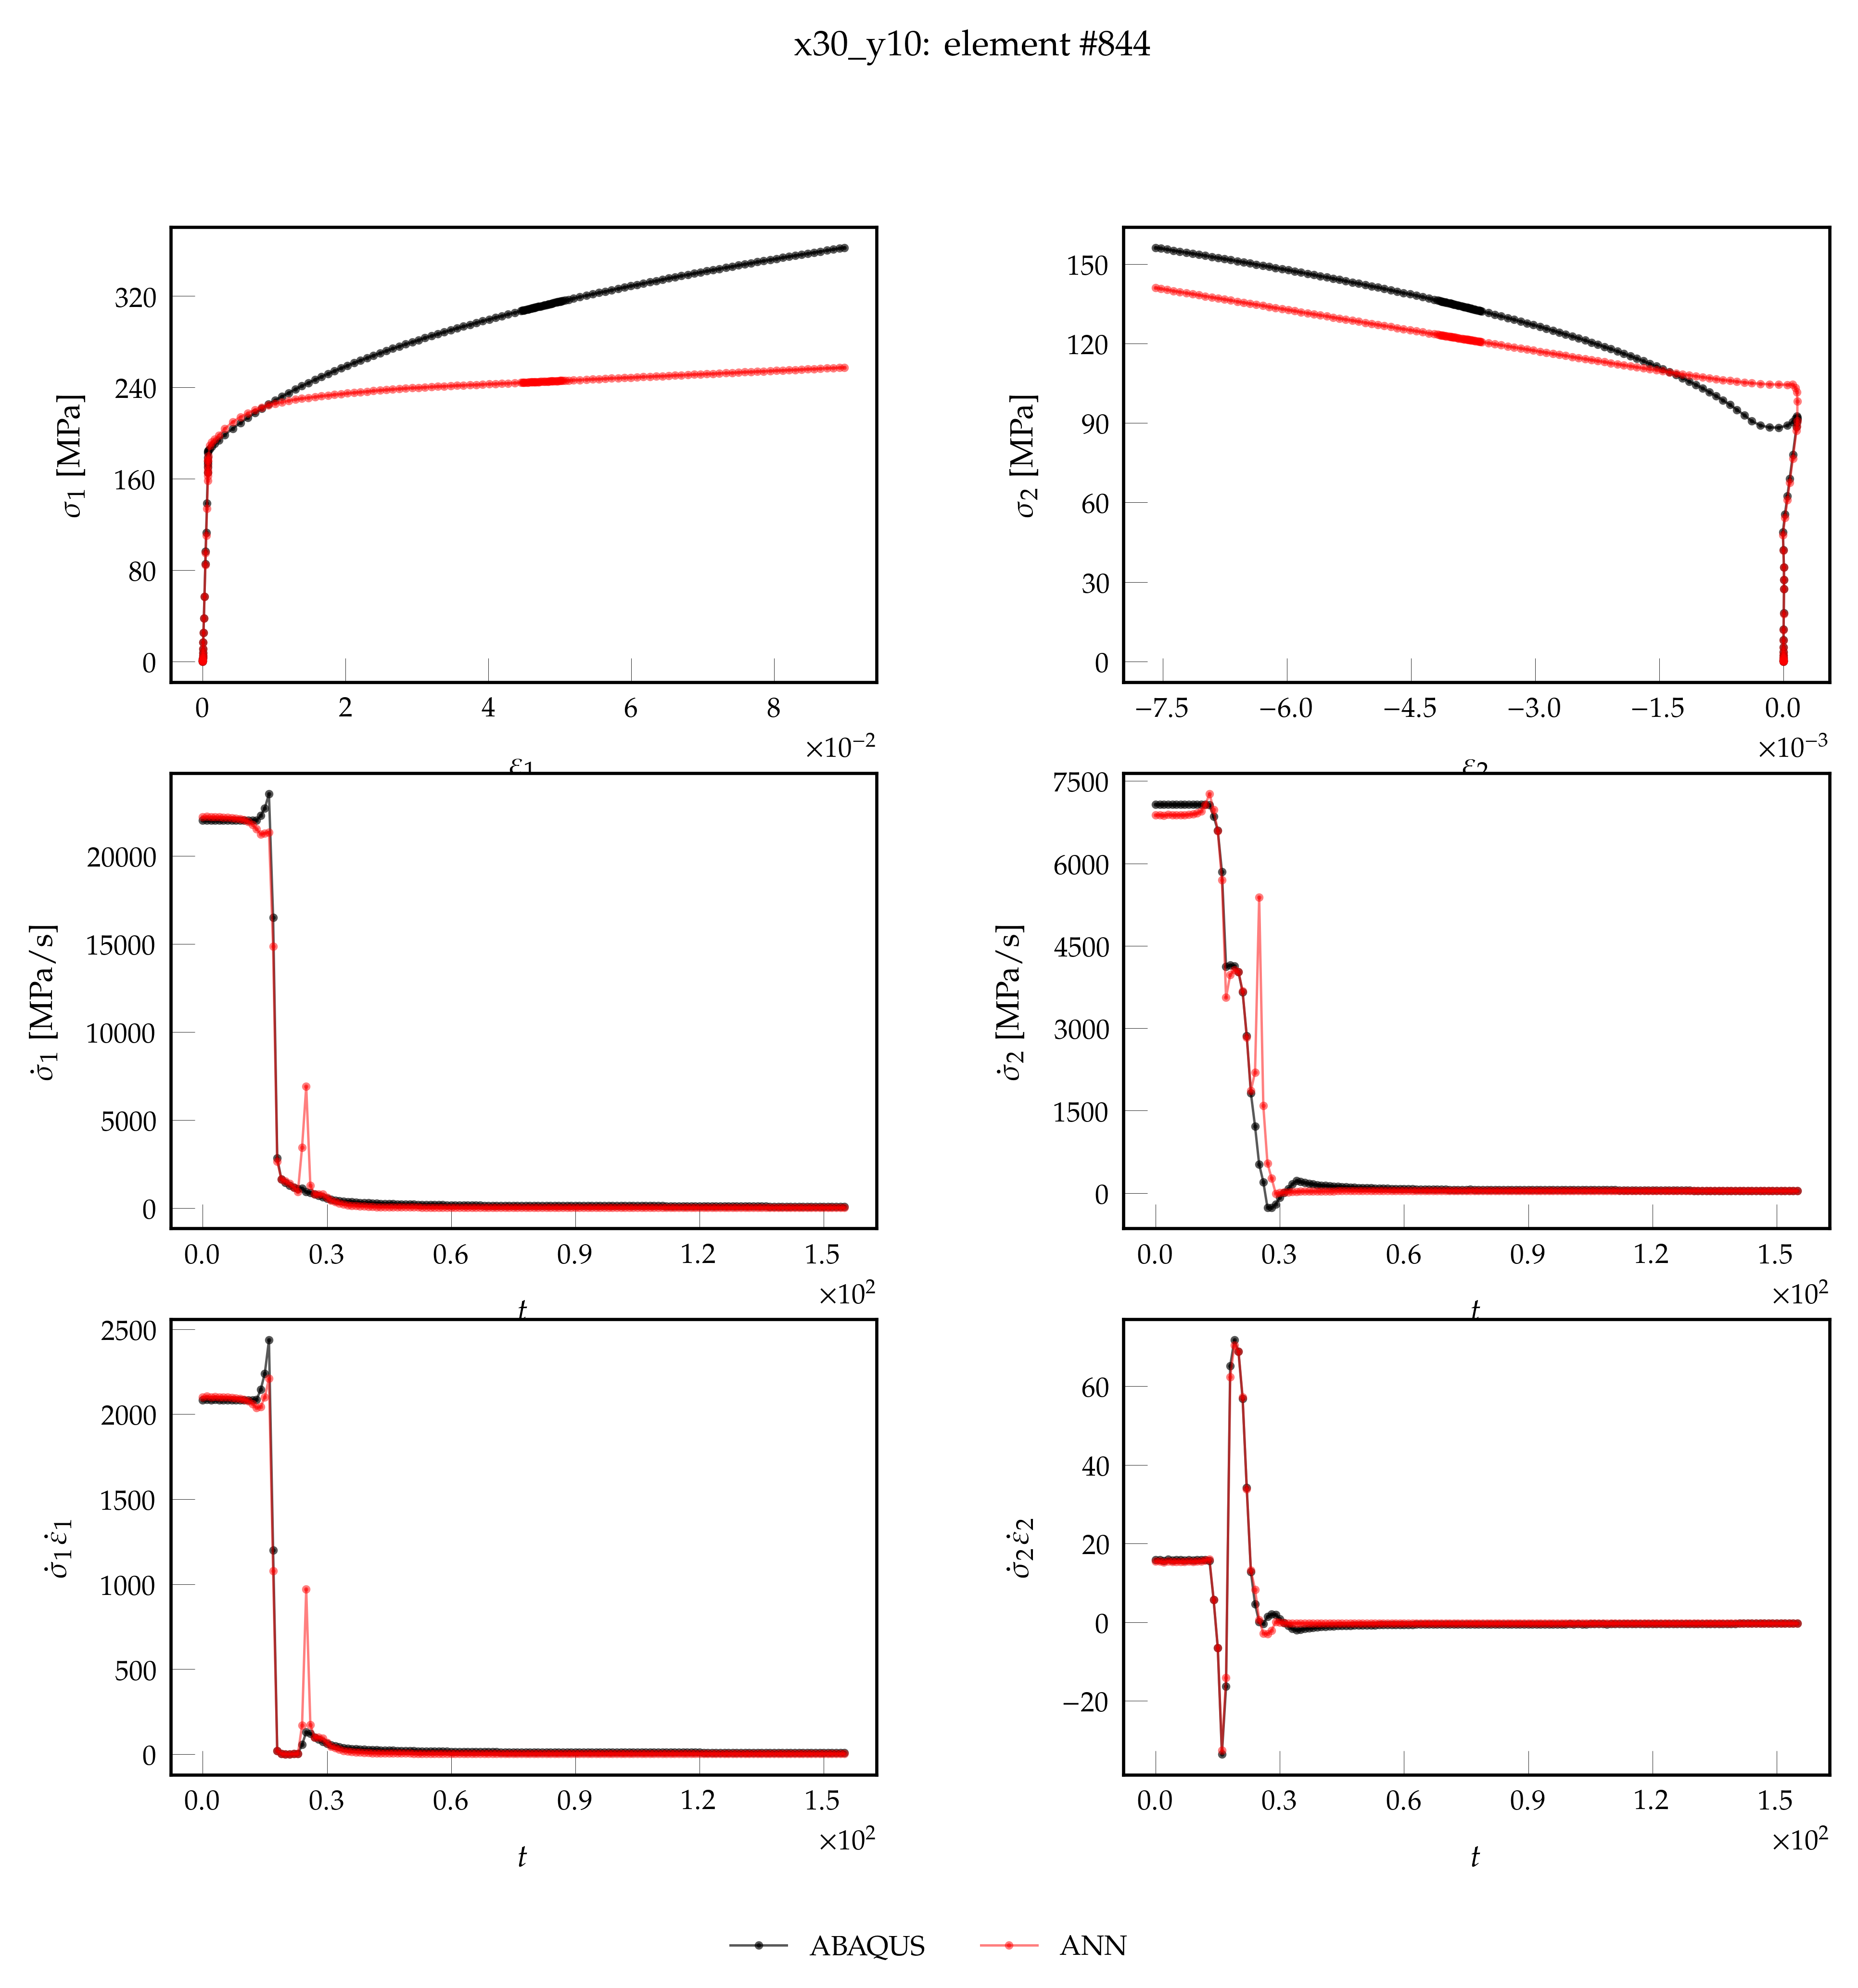 x30_y10: element #844
320
240
160
80
0
σ₁ [MPa]
0 2 4 6 8
×10⁻²
ε₁
150
120
90
60
30
0
σ₂ [MPa]
−7.5 −6.0 −4.5 −3.0 −1.5 0.0
×10⁻³
ε₂
20000
15000
10000
5000
0
σ̇₁ [MPa/s]
0.0 0.3 0.6 0.9 1.2 1.5
×10²
t
7500
6000
4500
3000
1500
0
σ̇₂ [MPa/s]
0.0 0.3 0.6 0.9 1.2 1.5
×10²
t
2500
2000
1500
1000
500
0
σ̇₁ε̇₁
0.0 0.3 0.6 0.9 1.2 1.5
×10²
t
60
40
20
0
−20
σ̇₂ε̇₂
0.0 0.3 0.6 0.9 1.2 1.5
×10²
t
ABAQUS ANN